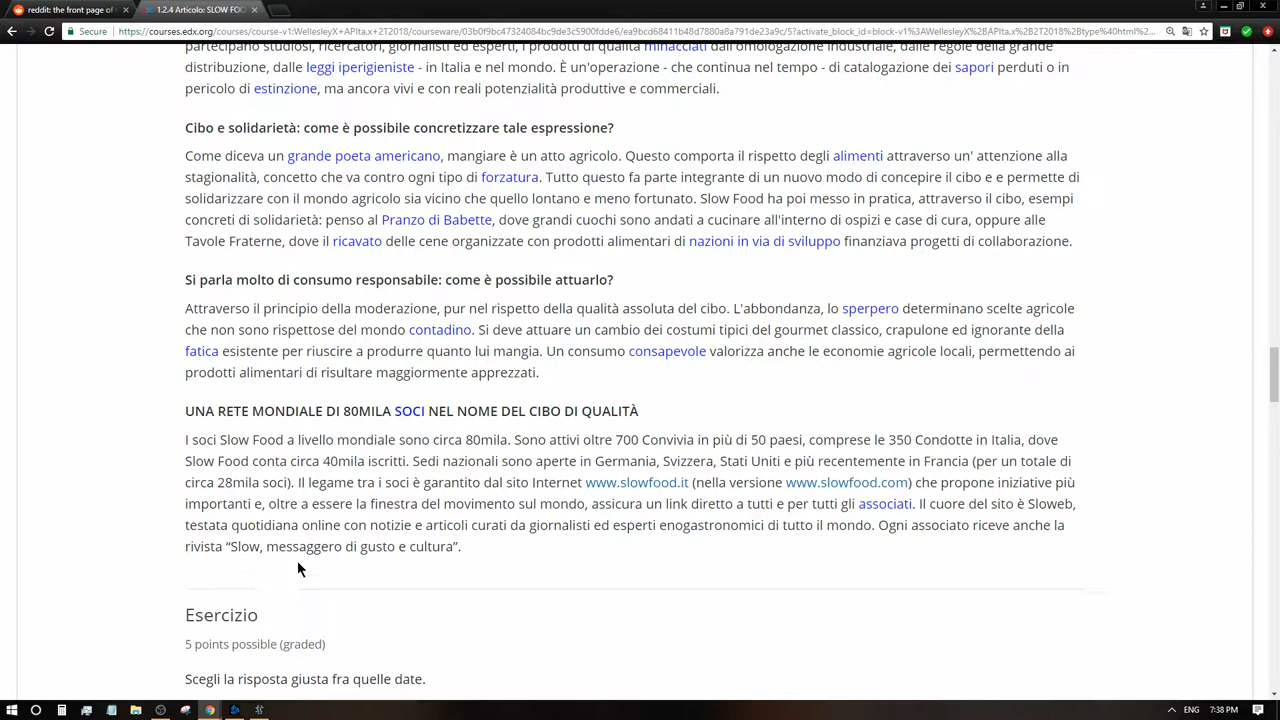 reddit: the front page of
1.2.4 Articolo: SLOW FOO
Secure
https://courses.edx.org/courses/course-v1:WellesleyX+APIta.x+2T2018/courseware/
partecipano studiosi, ricercatori, giornalisti ed esperti, i prodotti di qualità minacciati dall'omologazione industriale, dalle regole della grande
distribuzione, dalle leggi iperigieniste - in Italia e nel mondo. È un'operazione - che continua nel tempo - di catalogazione dei sapori perduti o in
pericolo di estinzione, ma ancora vivi e con reali potenzialità produttive e commerciali.
Cibo e solidarietà: come è possibile concretizzare tale espressione?
Come diceva un grande poeta americano, mangiare è un atto agricolo. Questo comporta il rispetto degli alimenti attraverso un' attenzione alla
stagionalità, concetto che va contro ogni tipo di forzatura. Tutto questo fa parte integrante di un nuovo modo di concepire il cibo e e permette di
solidarizzare con il mondo agricolo sia vicino che quello lontano e meno fortunato. Slow Food ha poi messo in pratica, attraverso il cibo, esempi
concreti di solidarietà: penso al Pranzo di Babette, dove grandi cuochi sono andati a cucinare all'interno di ospizi e case di cura, oppure alle
Tavole Fraterne, dove il ricavato delle cene organizzate con prodotti alimentari di nazioni in via di sviluppo finanziava progetti di collaborazione.
Si parla molto di consumo responsabile: come è possibile attuarlo?
Attraverso il principio della moderazione, pur nel rispetto della qualità assoluta del cibo. L'abbondanza, lo sperpero determinano scelte agricole
che non sono rispettose del mondo contadino. Si deve attuare un cambio dei costumi tipici del gourmet classico, crapulone ed ignorante della
fatica esistente per riuscire a produrre quanto lui mangia. Un consumo consapevole valorizza anche le economie agricole locali, permettendo ai
prodotti alimentari di risultare maggiormente apprezzati.
UNA RETE MONDIALE DI 80MILA SOCI NEL NOME DEL CIBO DI QUALITÀ
I soci Slow Food a livello mondiale sono circa 80mila. Sono attivi oltre 700 Convivia in più di 50 paesi, comprese le 350 Condotte in Italia, dove
Slow Food conta circa 40mila iscritti. Sedi nazionali sono aperte in Germania, Svizzera, Stati Uniti e più recentemente in Francia (per un totale di
circa 28mila soci). Il legame tra i soci è garantito dal sito Internet www.slowfood.it (nella versione www.slowfood.com) che propone iniziative più
importanti e, oltre a essere la finestra del movimento sul mondo, assicura un link diretto a tutti e per tutti gli associati. Il cuore del sito è Sloweb,
testata quotidiana online con notizie e articoli curati da giornalisti ed esperti enogastronomici di tutto il mondo. Ogni associato riceve anche la
rivista “Slow, messaggero di gusto e cultura”.
Esercizio
5 points possible (graded)
Scegli la risposta giusta fra quelle date.
ENG 7:38 PM